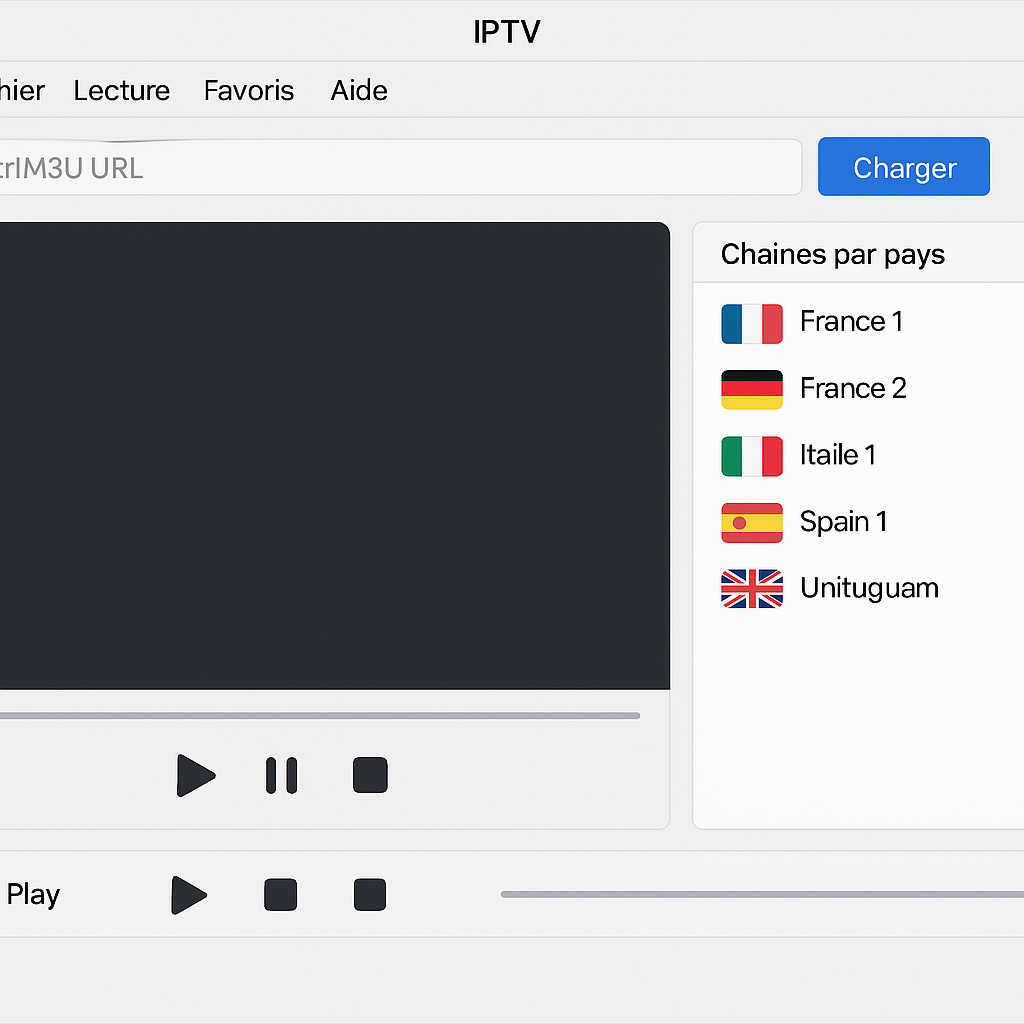 IPTV
hier Lecture Favoris Aide
trIM3U URL
Charger
Chaines par pays
France 1
France 2
Itaile 1
Spain 1
Unituguam
Play